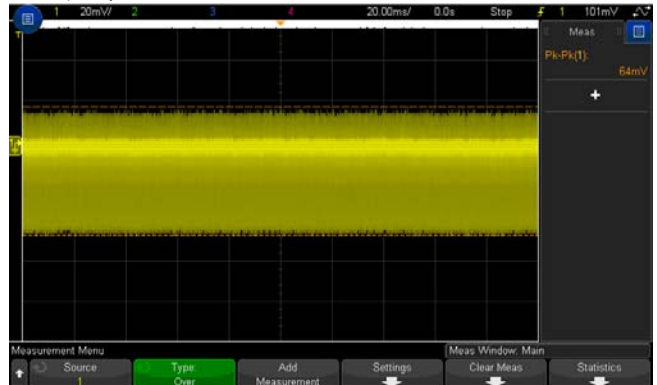 1 20mV/ 2 3 4 20.00ms/ 0.0s Stop 1 101mV
T
Meas
Pk-Pk(1):
64mV
+
Measurement Menu Meas Window: Main
Source Type: Add Settings Clear Meas Statistics
1 Over Measurement